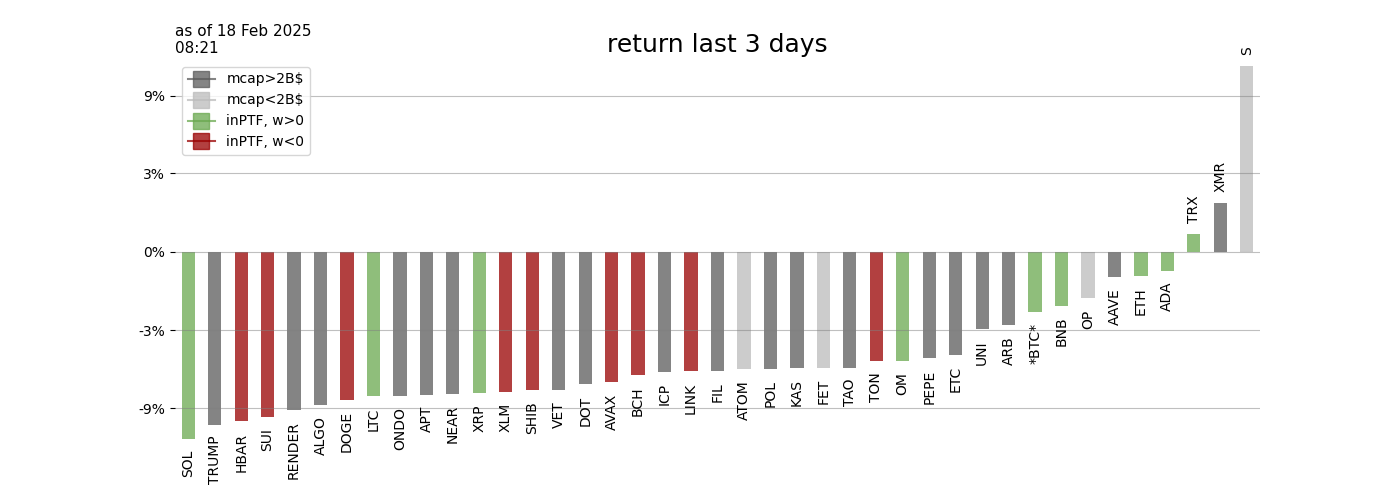 as of 18 Feb 2025
08:21
return last 3 days
mcap>2B$
mcap<2B$
inPTF, w>0
inPTF, w<0
9%
3%
0%
-3%
-9%
SOL
TRUMP
HBAR
SUI
RENDER
ALGO
DOGE
LTC
ONDO
APT
NEAR
XRP
XLM
SHIB
VET
DOT
AVAX
BCH
ICP
LINK
FIL
ATOM
POL
KAS
FET
TAO
TON
OM
PEPE
ETC
UNI
ARB
*BTC*
BNB
OP
AAVE
ETH
ADA
TRX
XMR
S